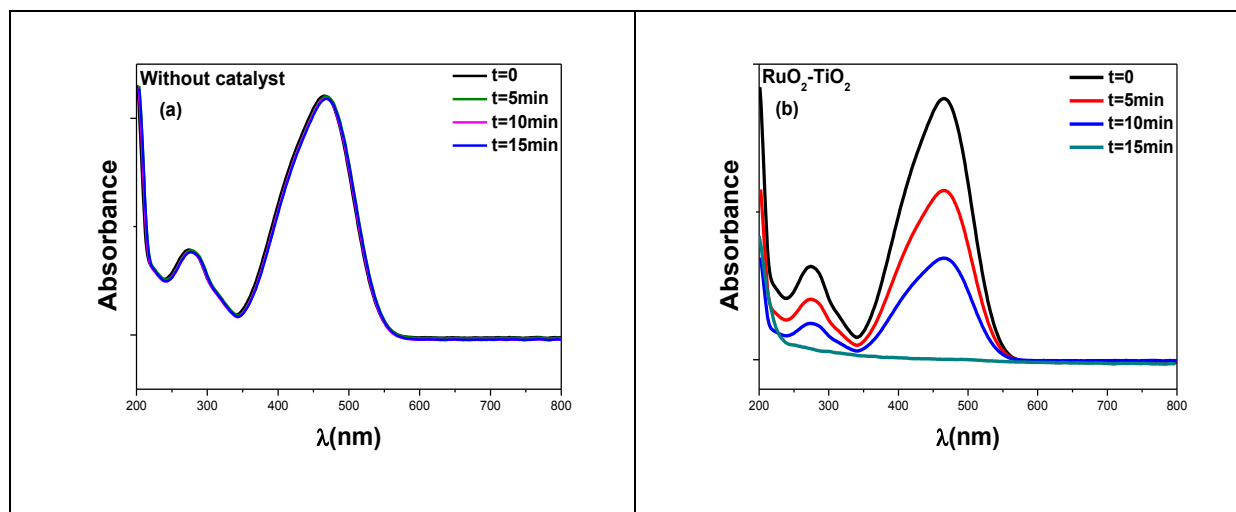 Without catalyst
(a)
t=0
t=5min
t=10min
t=15min
Absorbance
200 300 400 500 600 700 800
λ(nm)
RuO₂-TiO₂
(b)
t=0
t=5min
t=10min
t=15min
Absorbance
200 300 400 500 600 700 800
λ(nm)